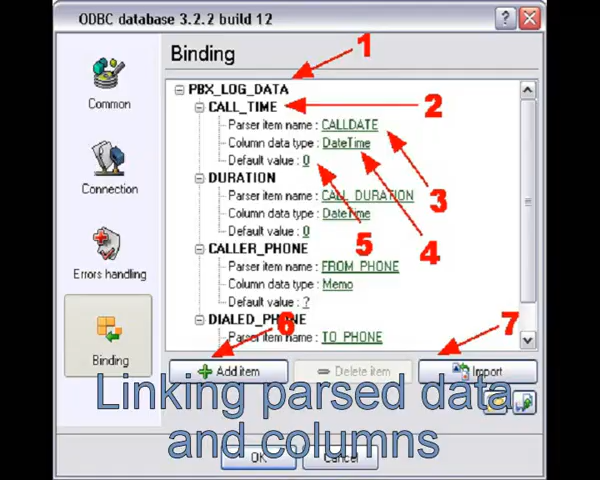 ODBC database 3.2.2 build 12
Common
Connection
Errors handling
Binding
Binding
1
PBX_LOG_DATA
CALL_TIME
2
Parser item name : CALLDATE
Column data type : DateTime
Default value : 0
3
4
5
DURATION
Parser item name : CALL_DURATION
Column data type : DateTime
Default value : 0
CALLER_PHONE
Parser item name : FROM_PHONE
Column data type : Memo
Default value : ?
DIALED_PHONE
Parser item name : TO_PHONE
6
7
Add item
Delete item
Import
Linking parsed data
and columns
OK
Cancel